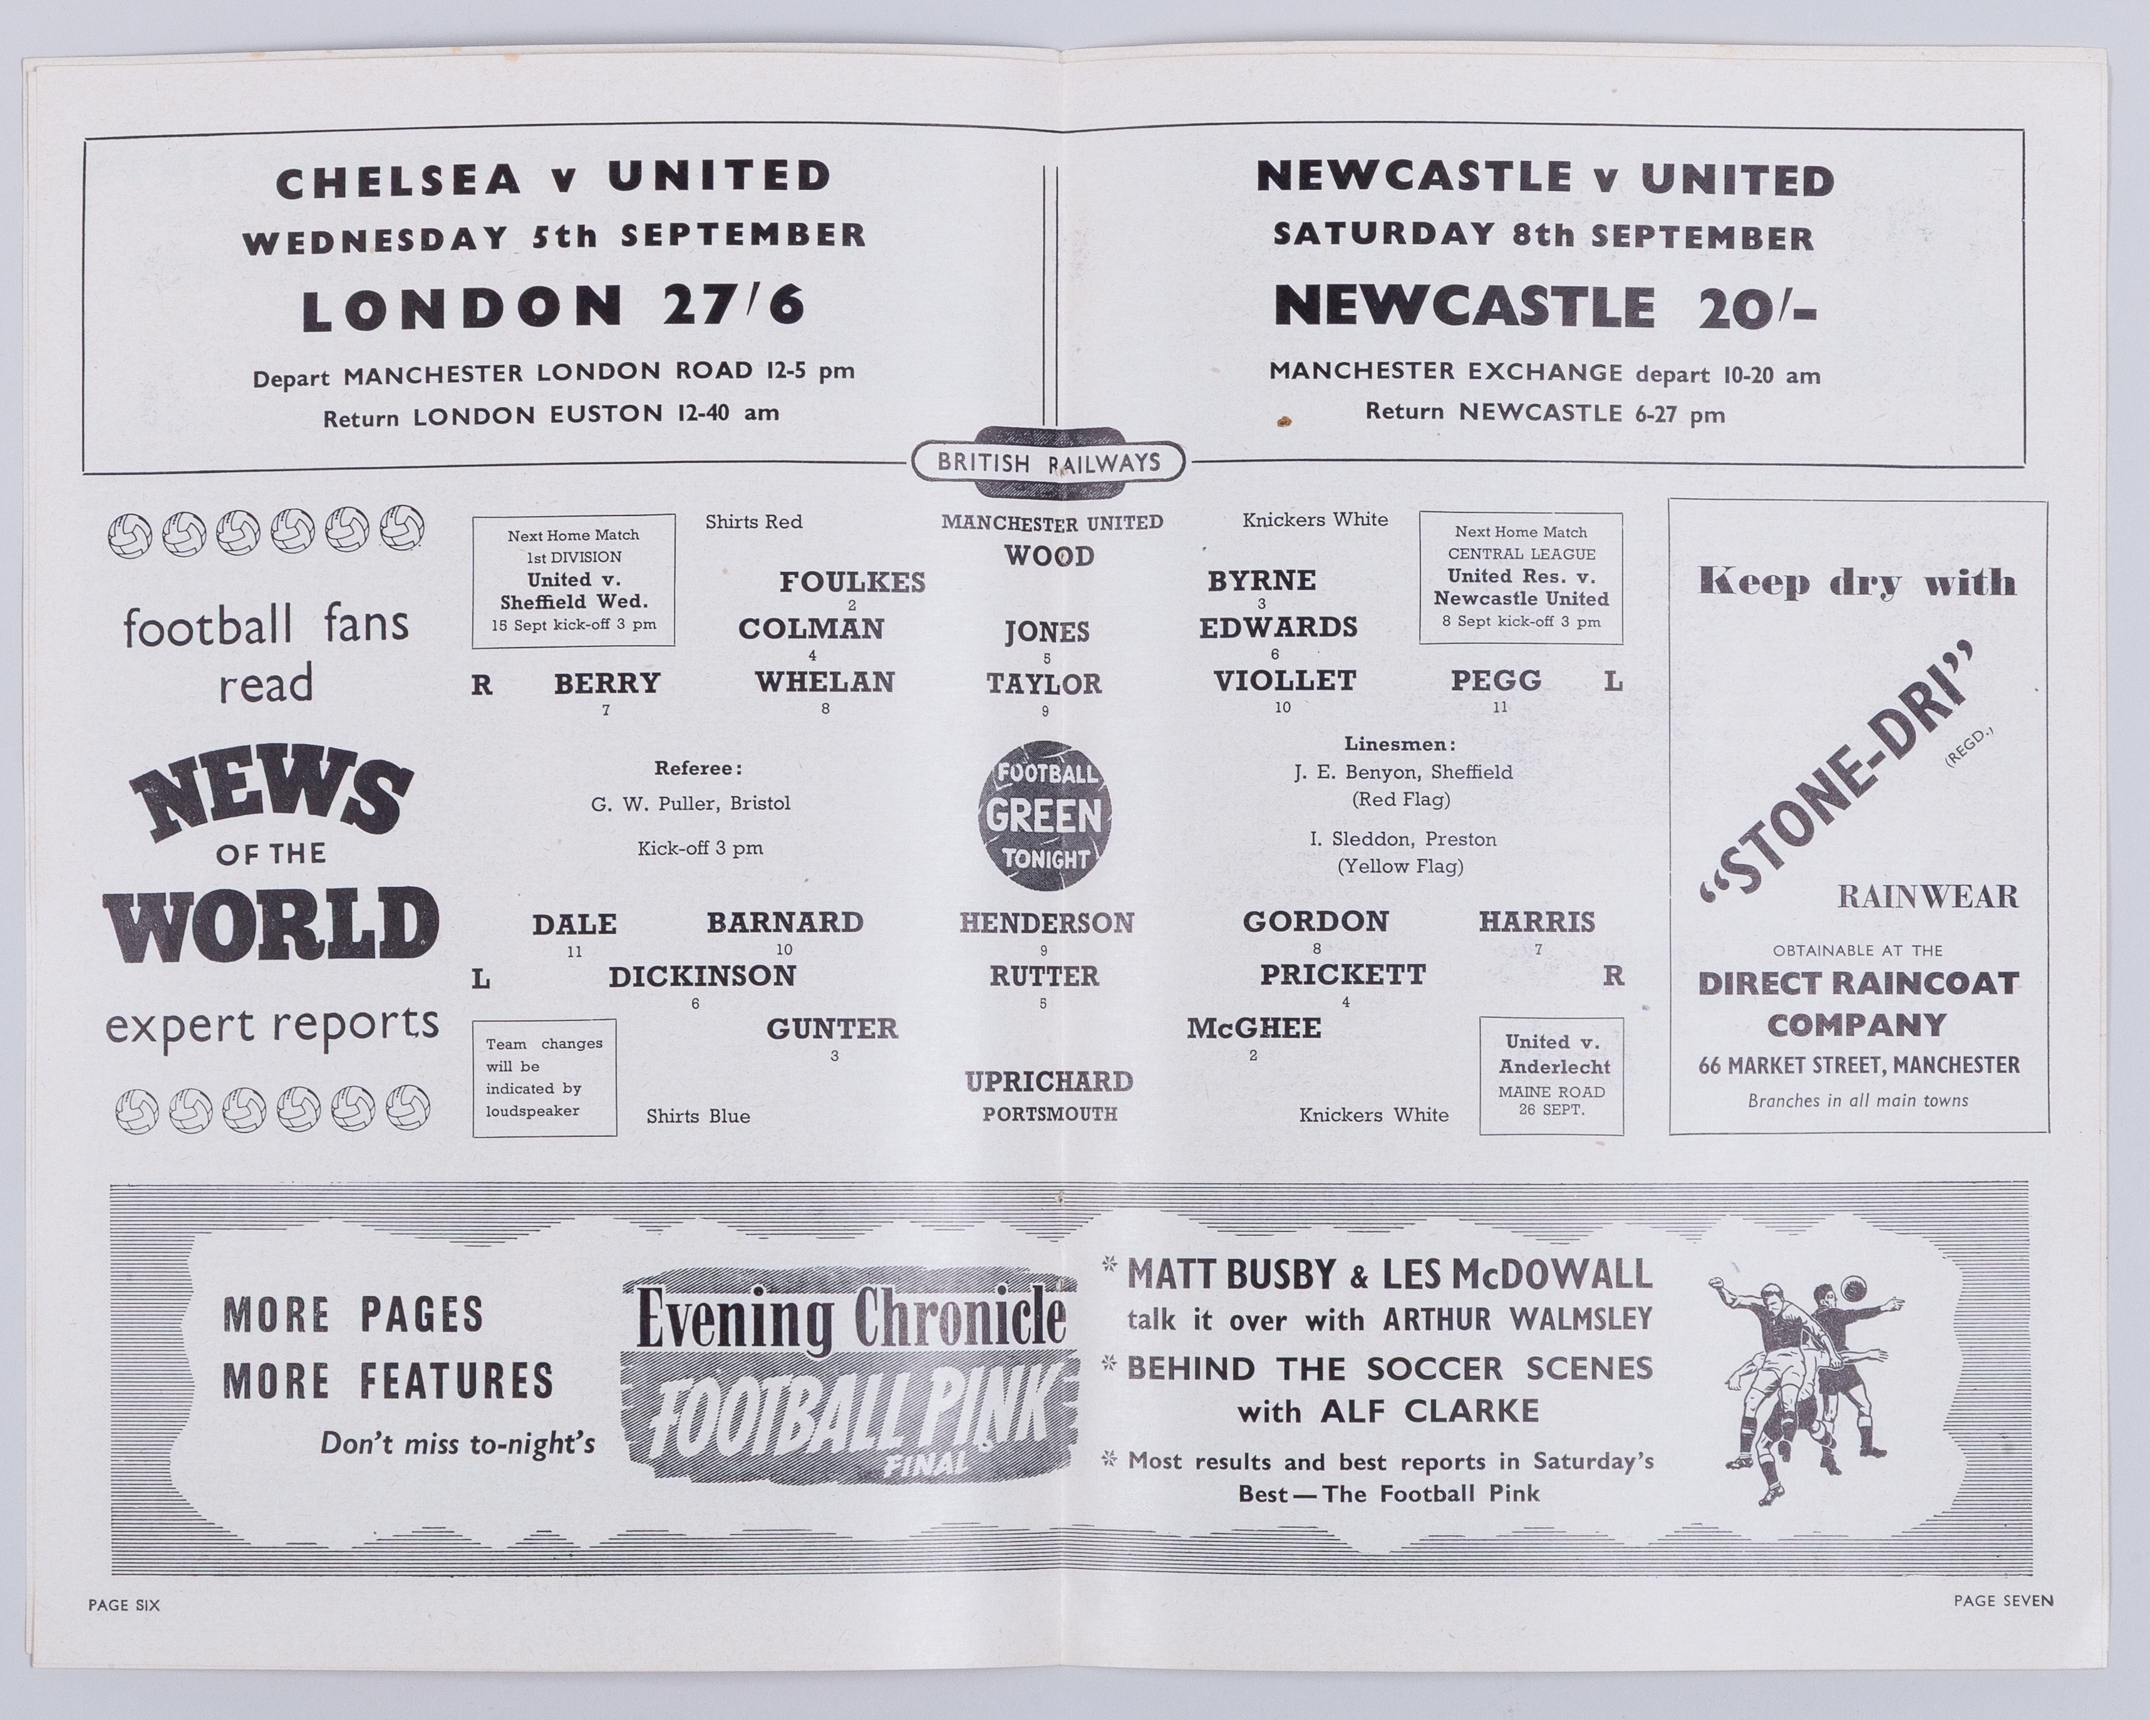 CHELSEA v UNITED
WEDNESDAY 5th SEPTEMBER
LONDON 27/6
Depart MANCHESTER LONDON ROAD 12-5 pm
Return LONDON EUSTON 12-40 am
NEWCASTLE v UNITED
SATURDAY 8th SEPTEMBER
NEWCASTLE 20/-
MANCHESTER EXCHANGE depart 10-20 am
Return NEWCASTLE 6-27 pm
BRITISH RAILWAYS
football fans
read
NEWS
OF THE
WORLD
expert reports
Next Home Match
1st DIVISION
United v.
Sheffield Wed.
15 Sept kick-off 3 pm
Shirts Red
MANCHESTER UNITED
Knickers White
Next Home Match
CENTRAL LEAGUE
United Res. v.
Newcastle United
8 Sept kick-off 3 pm
WOOD
FOULKES BYRNE
2 3
COLMAN JONES EDWARDS
4 5 6
R BERRY WHELAN TAYLOR VIOLLET PEGG L
7 8 9 10 11
Referee:
G. W. Puller, Bristol
Kick-off 3 pm
FOOTBALL
GREEN
TONIGHT
Linesmen:
J. E. Benyon, Sheffield
(Red Flag)
I. Sleddon, Preston
(Yellow Flag)
DALE BARNARD HENDERSON GORDON HARRIS
11 10 9 8 7
L DICKINSON RUTTER PRICKETT R
6 5 4
GUNTER McGHEE
3 2
UPRICHARD
PORTSMOUTH
Team changes
will be
indicated by
loudspeaker
Shirts Blue
Knickers White
United v.
Anderlecht
MAINE ROAD
26 SEPT.
Keep dry with
"STONE-DRI"
(REGD.)
RAINWEAR
OBTAINABLE AT THE
DIRECT RAINCOAT
COMPANY
66 MARKET STREET, MANCHESTER
Branches in all main towns
MORE PAGES
MORE FEATURES
Don't miss to-night's
Evening Chronicle
FOOTBALL PINK
FINAL
* MATT BUSBY & LES McDOWALL
talk it over with ARTHUR WALMSLEY
* BEHIND THE SOCCER SCENES
with ALF CLARKE
* Most results and best reports in Saturday's
Best—The Football Pink
PAGE SIX
PAGE SEVEN